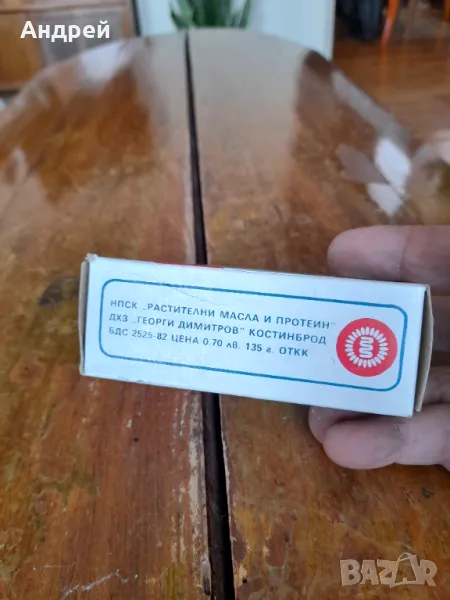 Андрей
НПСК „РАСТИТЕЛНИ МАСЛА И ПРОТЕИН"
ДХЗ „ГЕОРГИ ДИМИТРОВ" КОСТИНБРОД
БДС 2525-82 ЦЕНА 0.70 лв. 135 г. ОТКК
BAZAR